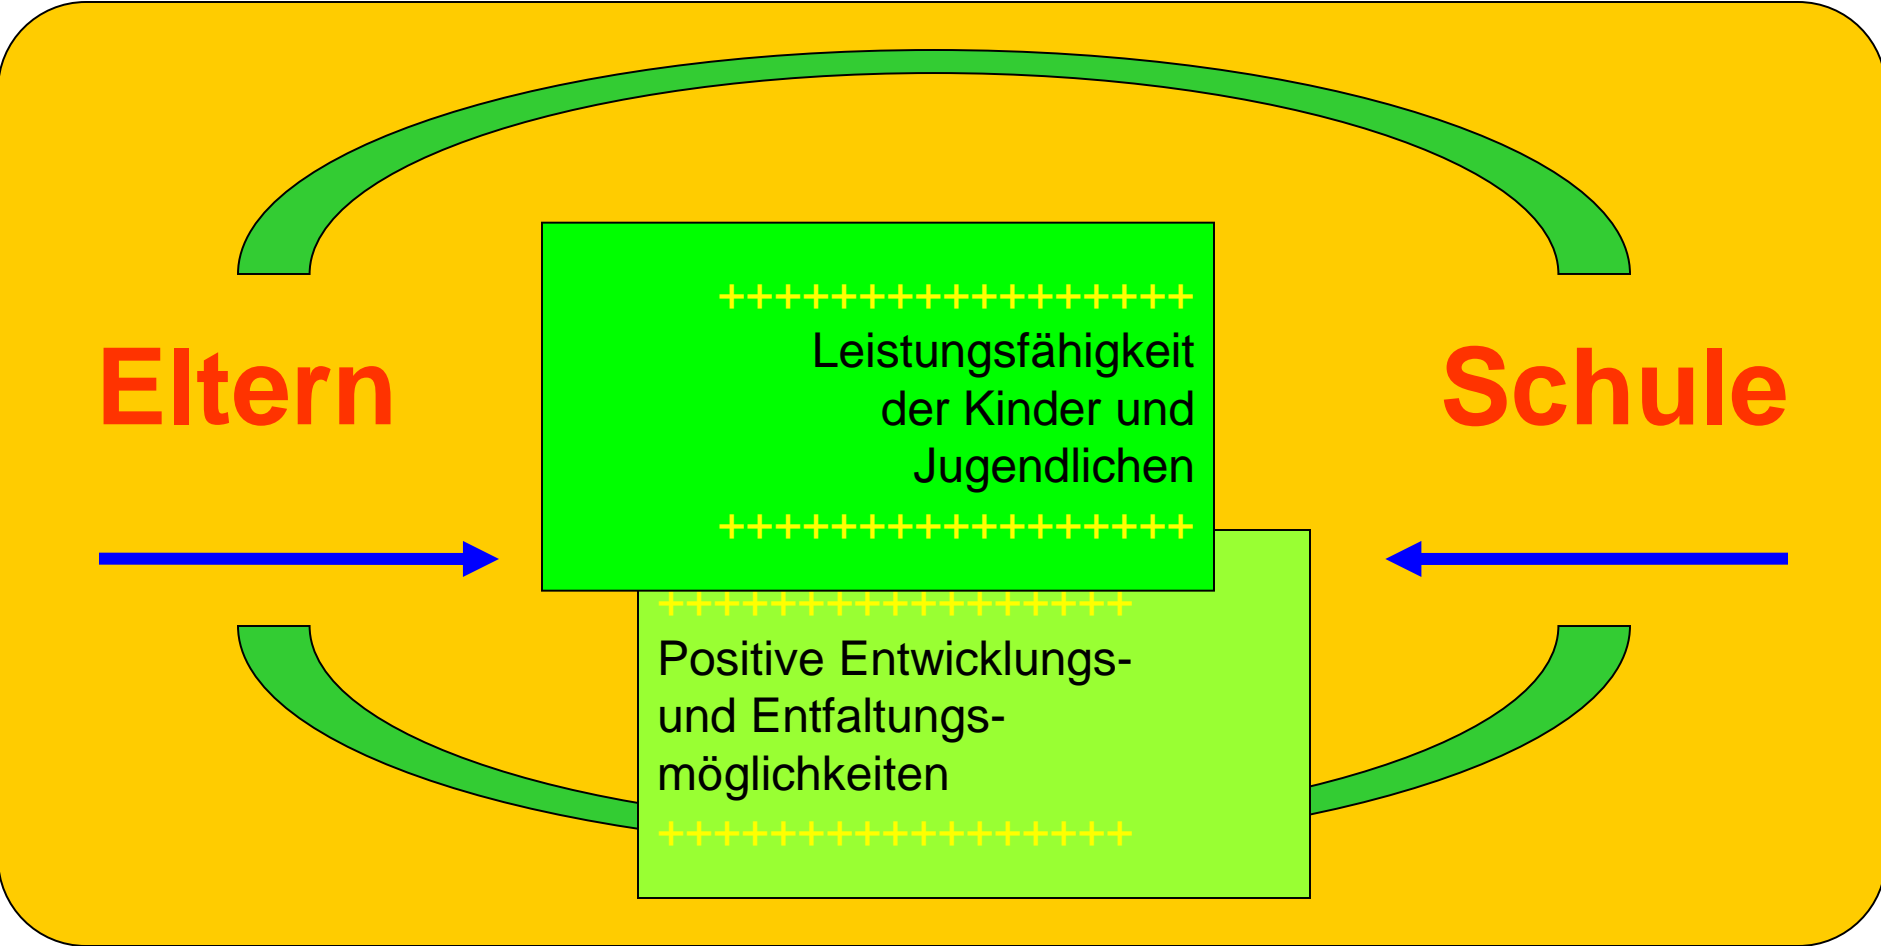 +++++++++++++++++
Leistungsfähigkeit
der Kinder und
Jugendlichen
+++++++++++++++++
Eltern
Schule
+++++++++++++++++
Positive Entwicklungs-
und Entfaltungs-
möglichkeiten
+++++++++++++++++